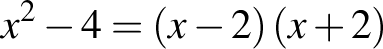 x² − 4 = (x − 2) (x + 2)